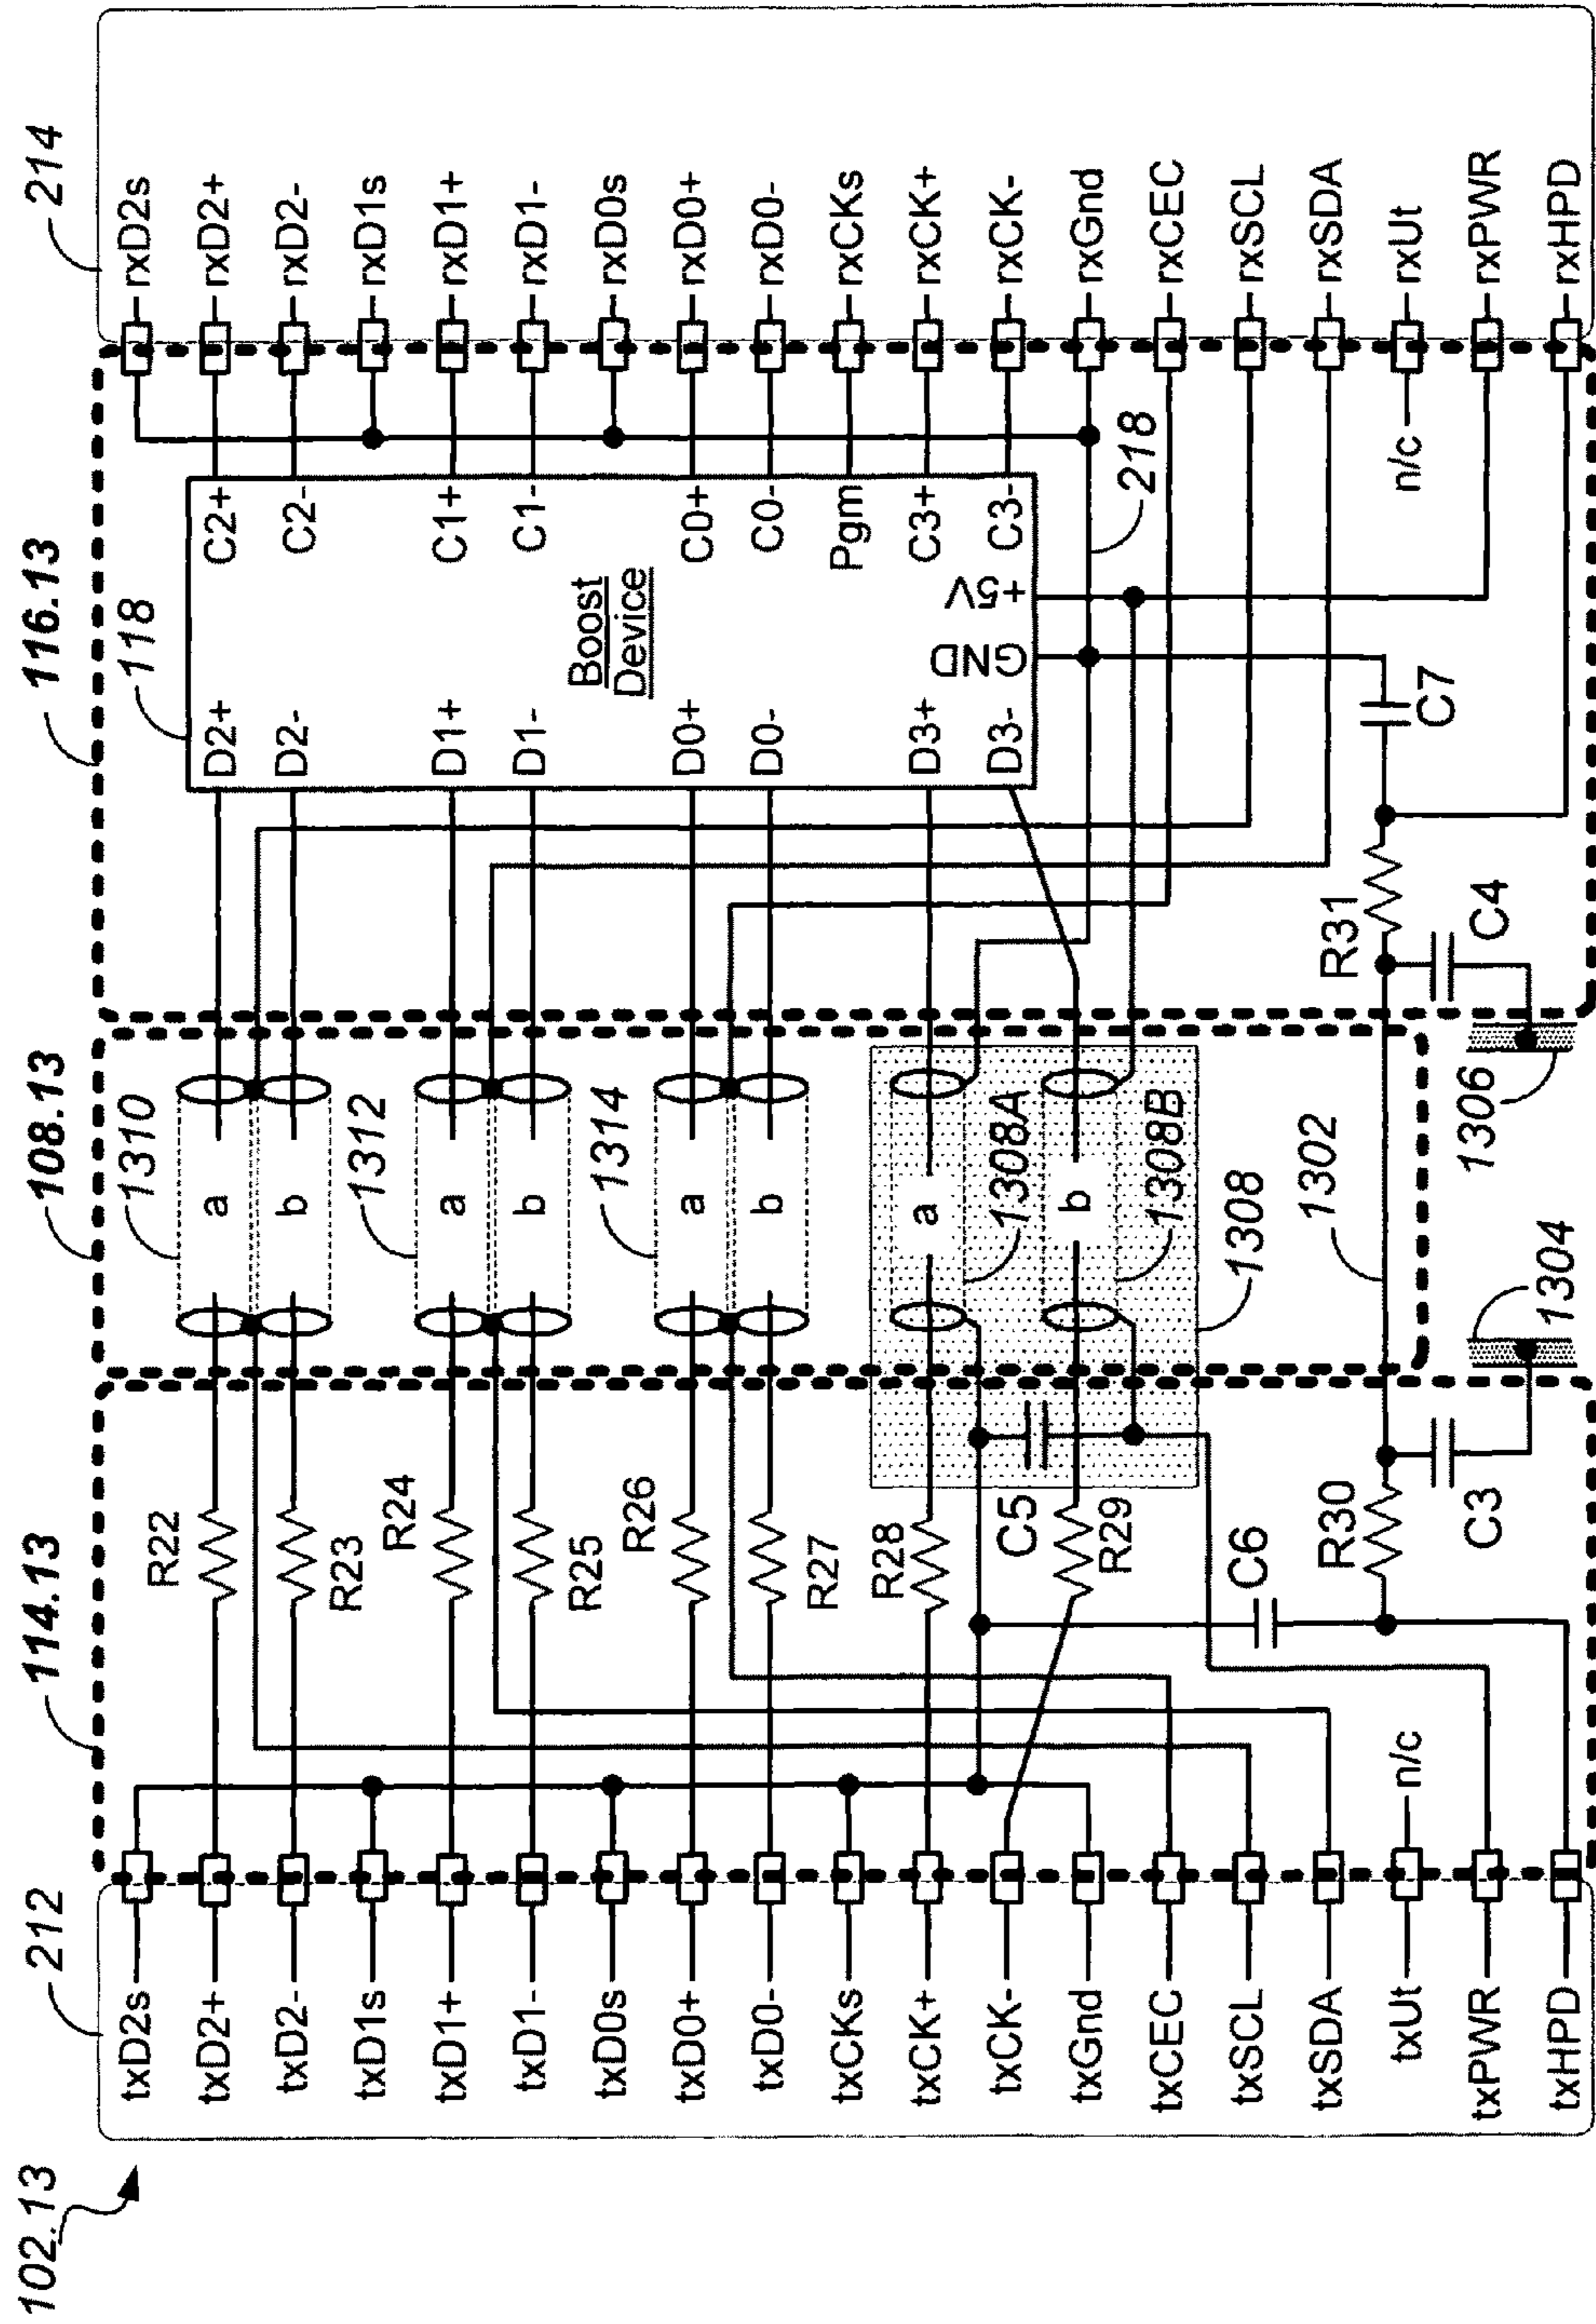 102.13
212
114.13
108.13
116.13
214
txD2s
txD2+
txD2-
txD1s
txD1+
txD1-
txD0s
txD0+
txD0-
txCKs
txCK+
txCK-
txGnd
txCEC
txSCL
txSDA
txUt
n/c
txPWR
txHPD
R22
R23
R24
R25
R26
R27
R28
C5
R29
C6
R30
C3
1310
a
b
1312
a
b
1314
a
b
a
1308A
b
1308B
1308
1302
1304
1306
118
D2+
D2-
D1+
D1-
D0+
D0-
D3+
D3-
Boost
Device
GND
+5V
C2+
C2-
C1+
C1-
C0+
C0-
Pgm
C3+
C3-
218
n/c
R31
C4
C7
rxD2s
rxD2+
rxD2-
rxD1s
rxD1+
rxD1-
rxD0s
rxD0+
rxD0-
rxCKs
rxCK+
rxCK-
rxGnd
rxCEC
rxSCL
rxSDA
rxUt
rxPWR
rxHPD